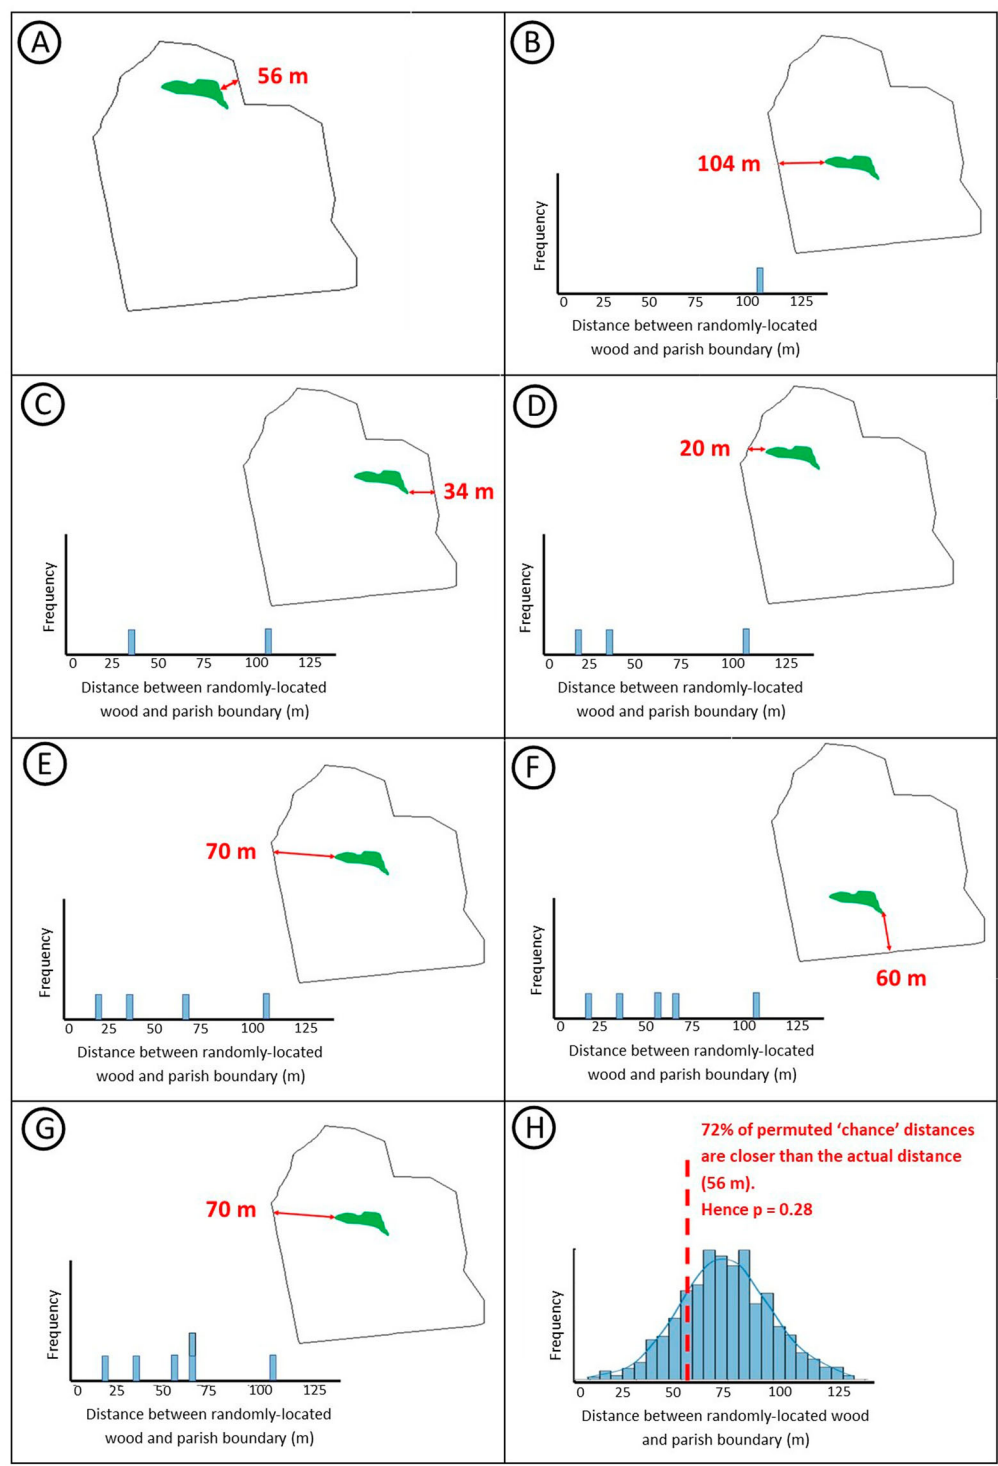 A
56 m
B
104 m
Frequency
0 25 50 75 100 125
Distance between randomly-located
wood and parish boundary (m)
C
34 m
Frequency
0 25 50 75 100 125
Distance between randomly-located
wood and parish boundary (m)
D
20 m
Frequency
0 25 50 75 100 125
Distance between randomly-located
wood and parish boundary (m)
E
70 m
Frequency
0 25 50 75 100 125
Distance between randomly-located
wood and parish boundary (m)
F
60 m
Frequency
0 25 50 75 100 125
Distance between randomly-located
wood and parish boundary (m)
G
70 m
Frequency
0 25 50 75 100 125
Distance between randomly-located
wood and parish boundary (m)
H
72% of permuted ‘chance’ distances
are closer than the actual distance
(56 m).
Hence p = 0.28
Frequency
0 25 50 75 100 125
Distance between randomly-located wood
and parish boundary (m)